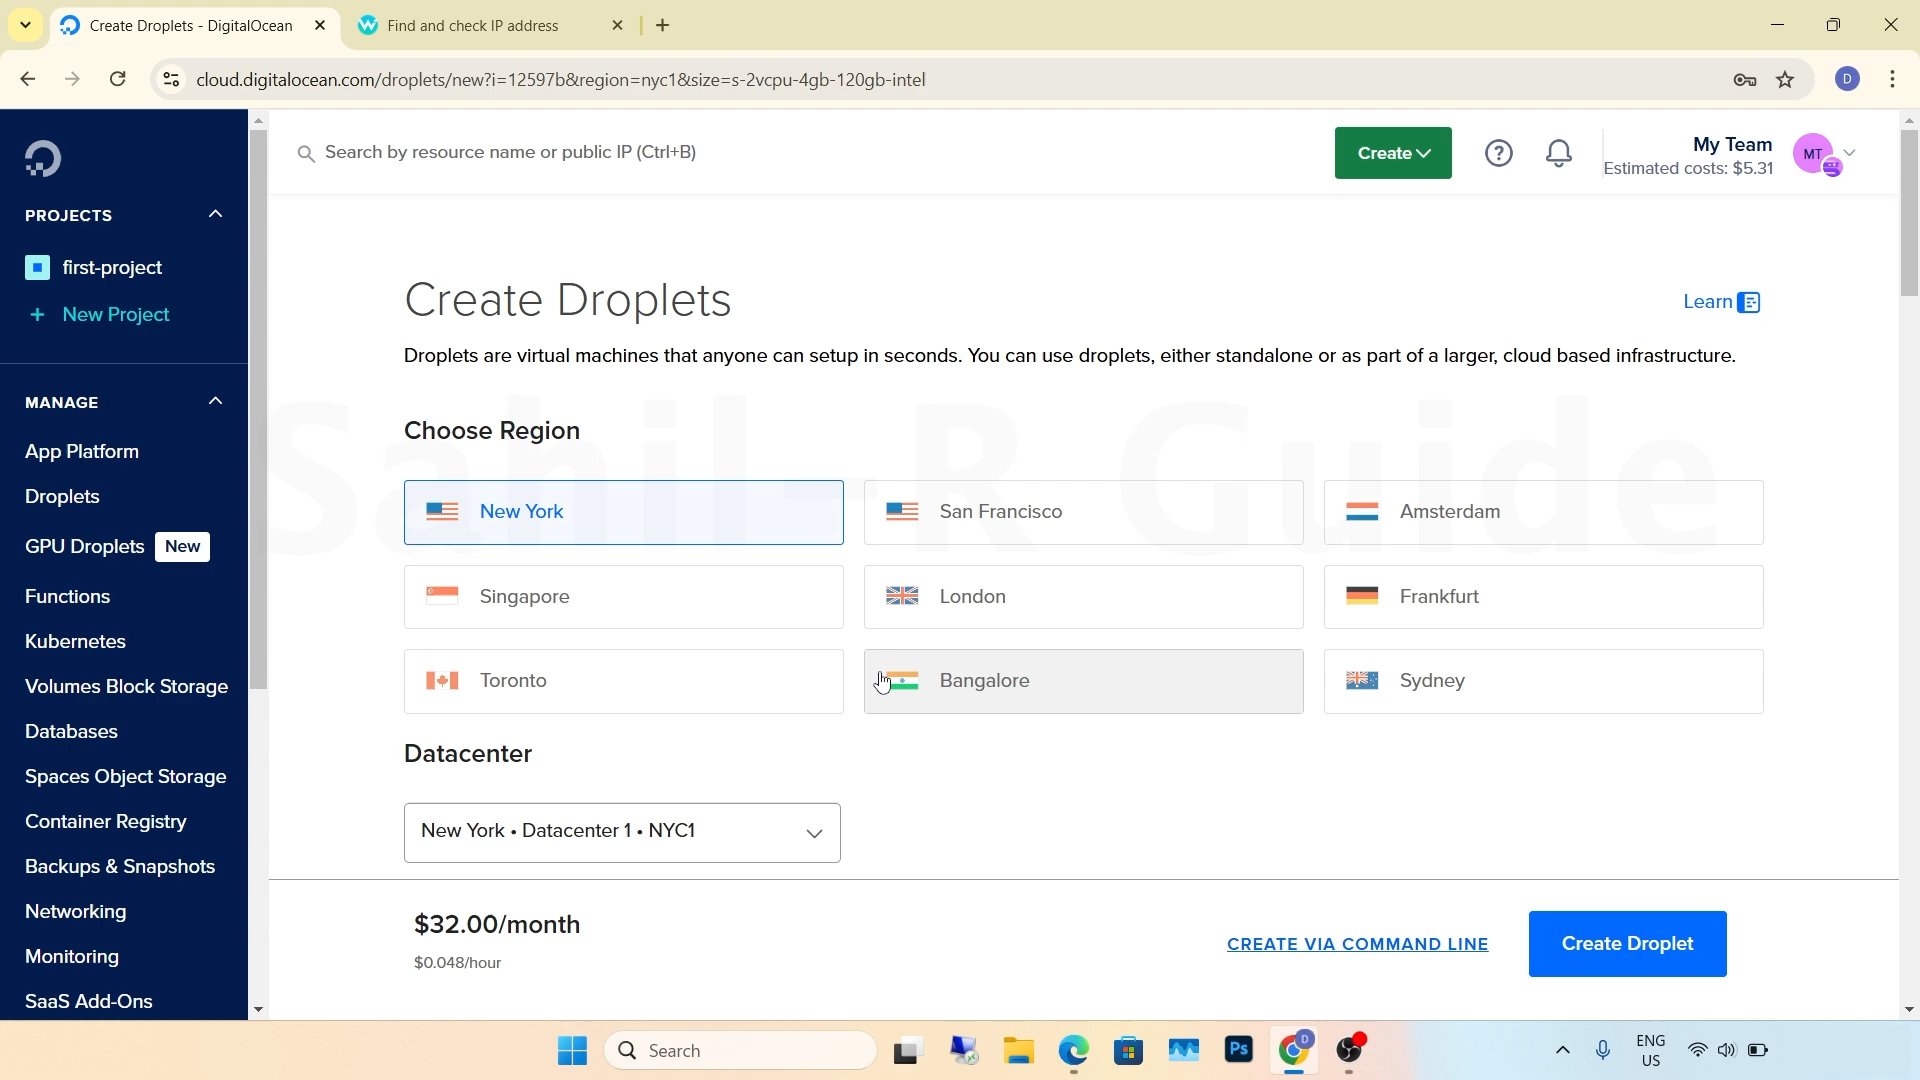 Create Droplets - DigitalOcean
Find and check IP address
cloud.digitalocean.com/droplets/new?i=12597b&region=nyc1&size=s-2vcpu-4gb-120gb-intel
D
Search by resource name or public IP (Ctrl+B)
Create
My Team
Estimated costs: $5.31
MT
PROJECTS
first-project
+ New Project
MANAGE
App Platform
Droplets
GPU Droplets New
Functions
Kubernetes
Volumes Block Storage
Databases
Spaces Object Storage
Container Registry
Backups & Snapshots
Networking
Monitoring
SaaS Add-Ons
Create Droplets
Learn
Droplets are virtual machines that anyone can setup in seconds. You can use droplets, either standalone or as part of a larger, cloud based infrastructure.
Sahil-R Guide
Choose Region
New York
San Francisco
Amsterdam
Singapore
London
Frankfurt
Toronto
Bangalore
Sydney
Datacenter
New York • Datacenter 1 • NYC1
$32.00/month
$0.048/hour
CREATE VIA COMMAND LINE
Create Droplet
Search
Ps
D
ENG
US